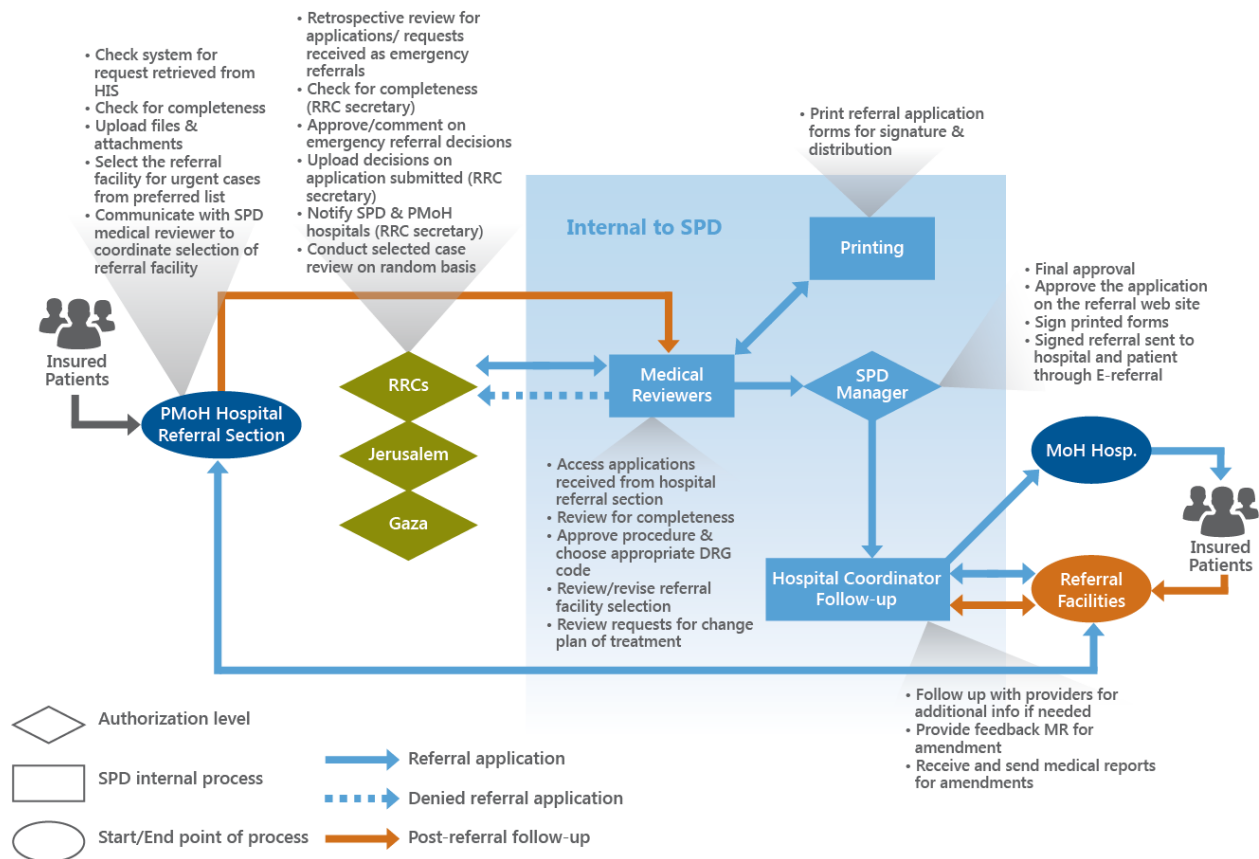 • Check system for
request retrieved from
HIS
• Check for completeness
• Upload files &
attachments
• Select the referral
facility for urgent cases
from preferred list
• Communicate with SPD
medical reviewer to
coordinate selection of
referral facility
• Retrospective review for
applications/ requests
received as emergency
referrals
• Check for completeness
(RRC secretary)
• Approve/comment on
emergency referral decisions
• Upload decisions on
application submitted (RRC
secretary)
• Notify SPD & PMoH
hospitals (RRC secretary)
• Conduct selected case
review on random basis
• Print referral application
forms for signature &
distribution
Internal to SPD
Printing
• Final approval
• Approve the application
on the referral web site
• Sign printed forms
• Signed referral sent to
hospital and patient
through E-referral
Insured
Patients
PMoH Hospital
Referral Section
RRCs
Jerusalem
Gaza
Medical
Reviewers
SPD
Manager
• Access applications
received from hospital
referral section
• Review for completeness
• Approve procedure &
choose appropriate DRG
code
• Review/revise referral
facility selection
• Review requests for change
plan of treatment
MoH Hosp.
Insured
Patients
Hospital Coordinator
Follow-up
Referral
Facilities
• Follow up with providers for
additional info if needed
• Provide feedback MR for
amendment
• Receive and send medical reports
for amendments
Authorization level
SPD internal process
Start/End point of process
Referral application
Denied referral application
Post-referral follow-up